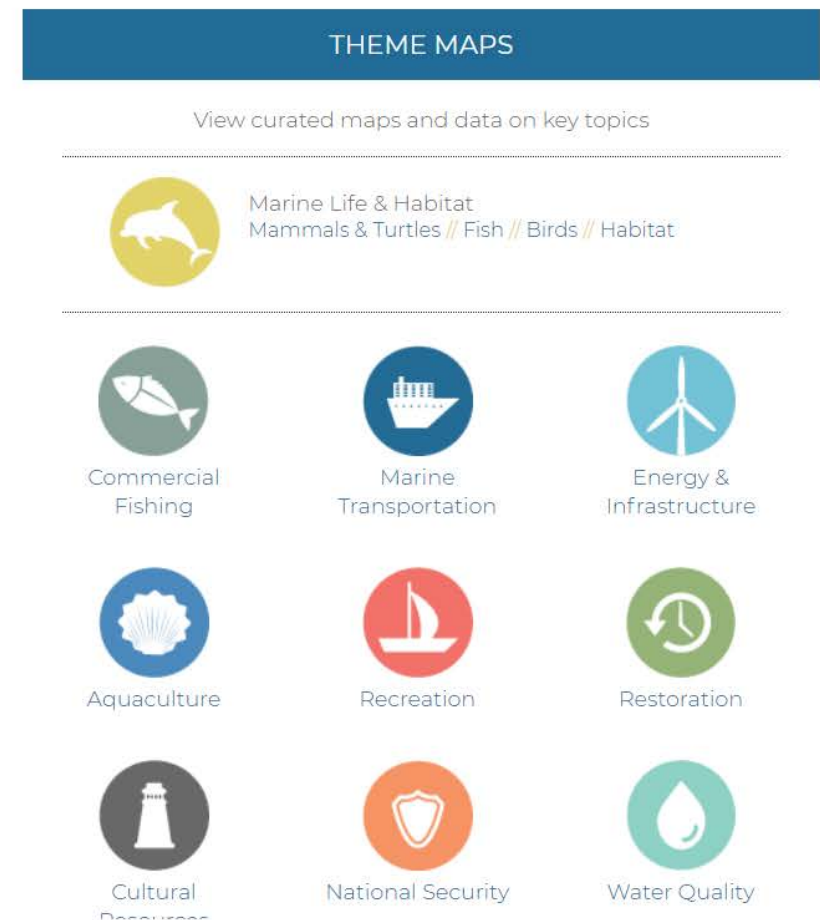 THEME MAPS
View curated maps and data on key topics
Marine Life & Habitat
Mammals & Turtles // Fish // Birds // Habitat
Commercial
Fishing
Marine
Transportation
Energy &
Infrastructure
Aquaculture
Recreation
Restoration
Cultural
Resources
National Security
Water Quality